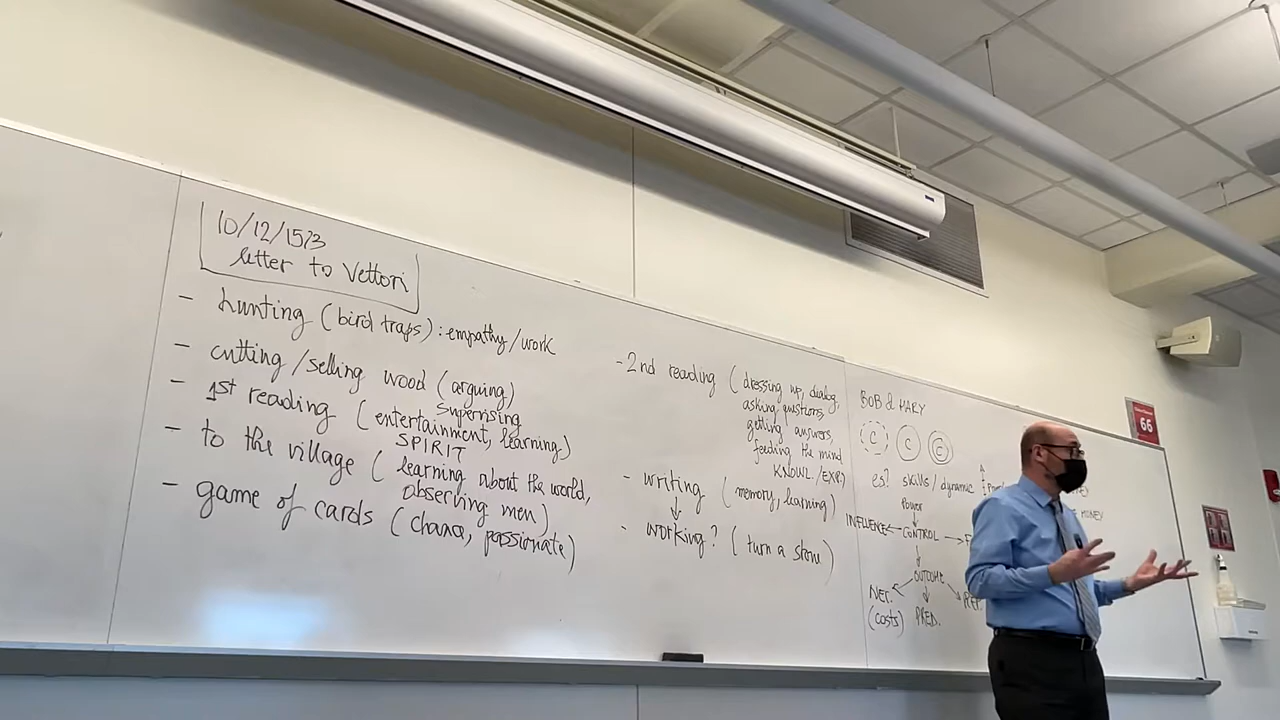 10/12/1513
letter to Vettori
- hunting (bird traps): empathy/work
- cutting/selling wood (arguing)
supervising
- 1st reading (entertainment, learning)
SPIRIT
- to the village (learning about the world,
observing men)
- game of cards (chance, passionate)
- 2nd reading (dressing up, dialog,
asking questions,
getting answers,
feeding the mind
KNOWL./EXP)
- writing (memory, learning)
- working? (turn a stone)
BOB & MARY
C C C
es? skills/dynamic
Power
INFLUENCE CONTROL
OUTCOME
NEC.
(costs) PRED.
66